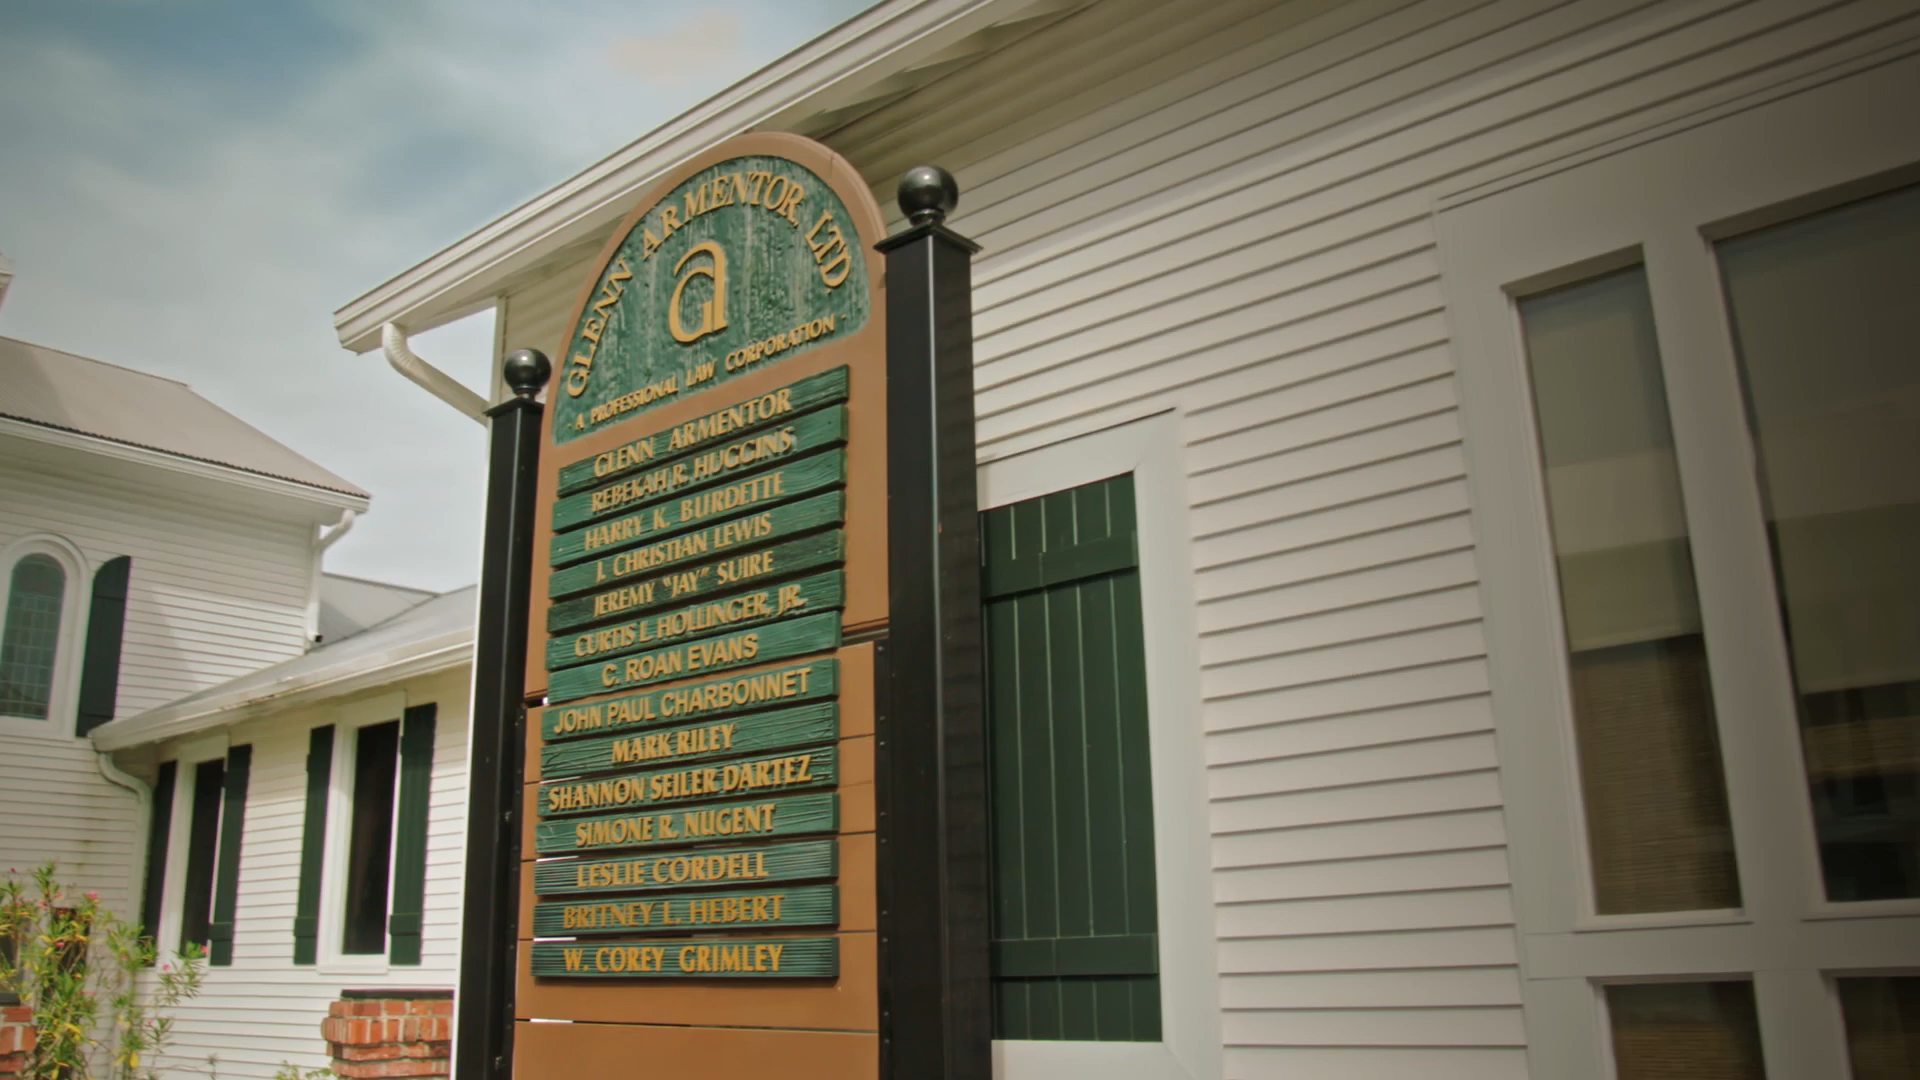 GLENN ARMENTOR, LTD.
Ga
· A PROFESSIONAL LAW CORPORATION ·
GLENN ARMENTOR
REBEKAH R. HUGGINS
HARRY K. BURDETTE
J. CHRISTIAN LEWIS
JEREMY "JAY" SUIRE
CURTIS L. HOLLINGER, JR.
C. ROAN EVANS
JOHN PAUL CHARBONNET
MARK RILEY
SHANNON SEILER DARTEZ
SIMONE R. NUGENT
LESLIE CORDELL
BRITNEY L. HEBERT
W. COREY GRIMLEY